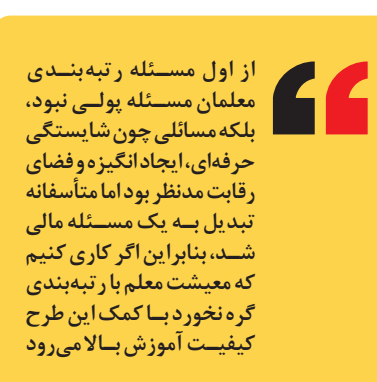 از اول مسئله رتبه‌بندی
معلمان مسئله پولی نبود،
بلکه مسائلی چون شایستگی
حرفه‌ای، ایجاد انگیزه و فضای
رقابت مدنظر بود اما متأسفانه
تبدیل به یک مسئله مالی
شد، بنابراین اگر کاری کنیم
که معیشت معلم با رتبه‌بندی
گره نخورد با کمک این طرح
کیفیت آموزش بالا می‌رود